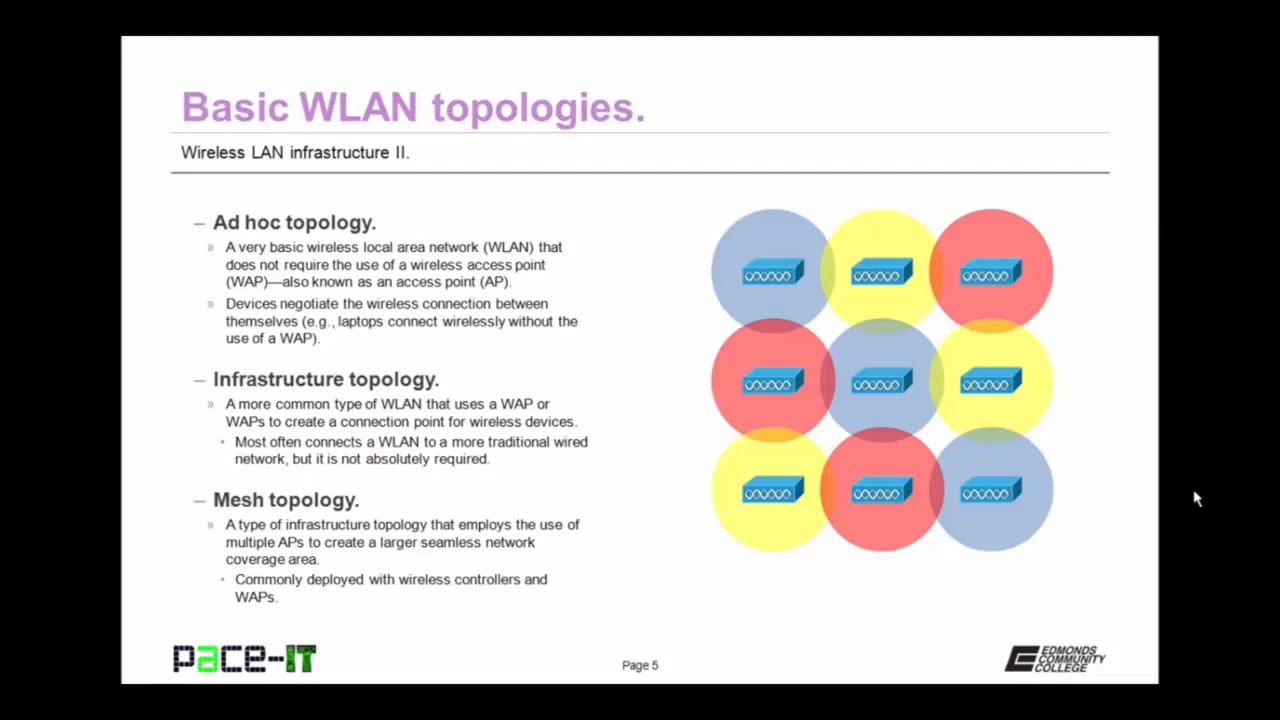 Basic WLAN topologies.
Wireless LAN infrastructure II.
– Ad hoc topology.
» A very basic wireless local area network (WLAN) that
does not require the use of a wireless access point
(WAP)—also known as an access point (AP).
» Devices negotiate the wireless connection between
themselves (e.g., laptops connect wirelessly without the
use of a WAP).
– Infrastructure topology.
» A more common type of WLAN that uses a WAP or
WAPs to create a connection point for wireless devices.
• Most often connects a WLAN to a more traditional wired
network, but it is not absolutely required.
– Mesh topology.
» A type of infrastructure topology that employs the use of
multiple APs to create a larger seamless network
coverage area.
• Commonly deployed with wireless controllers and
WAPs.
pace-IT
Page 5
EDMONDS
COMMUNITY
COLLEGE